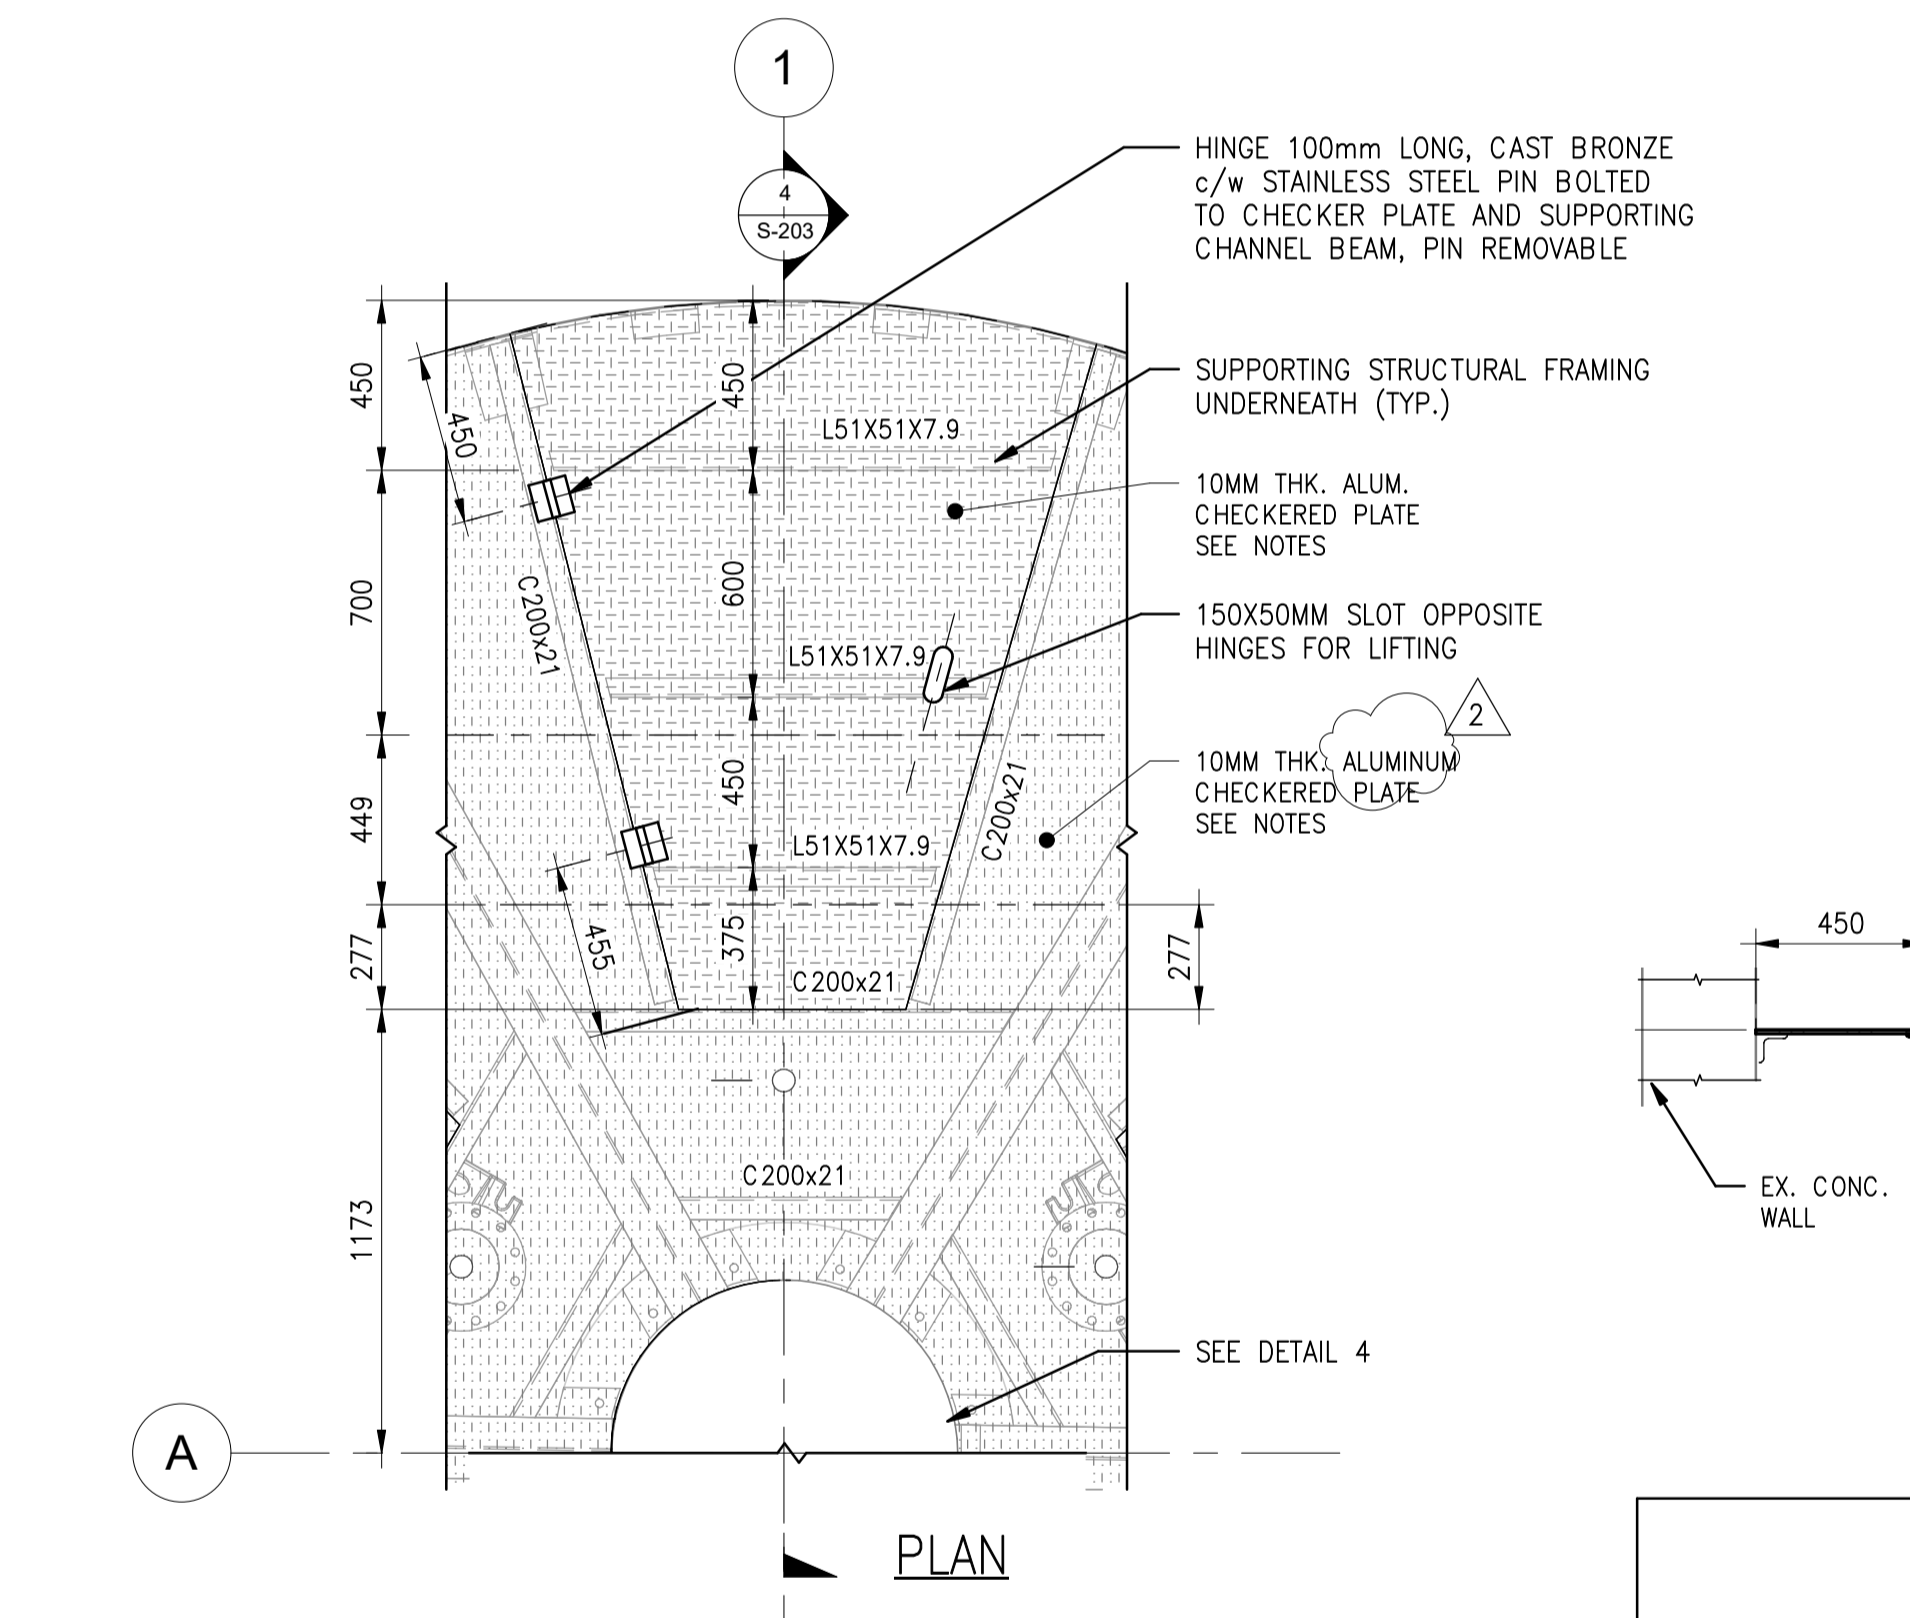 1
4
S-203
HINGE 100mm LONG, CAST BRONZE
c/w STAINLESS STEEL PIN BOLTED
TO CHECKER PLATE AND SUPPORTING
CHANNEL BEAM, PIN REMOVABLE
450
450
450
L51X51X7.9
SUPPORTING STRUCTURAL FRAMING
UNDERNEATH (TYP.)
10MM THK. ALUM.
CHECKERED PLATE
SEE NOTES
700
C200x21
600
L51X51X7.9
150X50MM SLOT OPPOSITE
HINGES FOR LIFTING
2
10MM THK. ALUMINUM
CHECKERED PLATE
SEE NOTES
449
450
L51X51X7.9
C200x21
277
455
375
C200x21
277
450
1173
C200x21
EX. CONC.
WALL
SEE DETAIL 4
A
PLAN